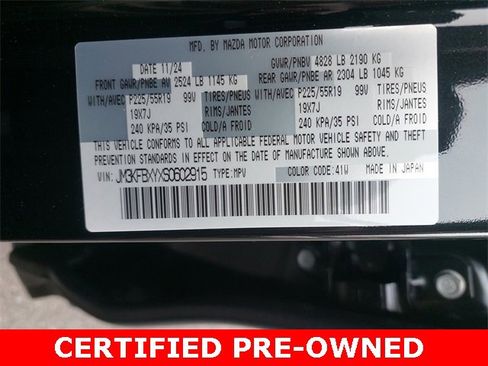 MFD. BY MAZDA MOTOR CORPORATION
DATE 11/24 GVWR/PNBV 4828 LB 2190 KG
FRONT GAWR/PNBE AV 2524 LB 1145 KG REAR GAWR/PNBE AR 2304 LB 1045 KG
WITH/AVEC P225/55R19 99V TIRES/PNEUS WITH/AVEC P225/55R19 99V TIRES/PNEUS
19X7J RIMS/JANTES 19X7J RIMS/JANTES
240 KPA/35 PSI COLD/A FROID 240 KPA/35 PSI COLD/A FROID
THIS VEHICLE CONFORMS TO ALL APPLICABLE FEDERAL MOTOR VEHICLE SAFETY AND THEFT
PREVENTION STANDARDS IN EFFECT ON THE DATE OF MANUFACTURE SHOWN ABOVE.
VIN: JM3KFBXYXS0602915 TYPE:MPV COLOR CODE:41W MADE IN JAPAN
CERTIFIED PRE-OWNED